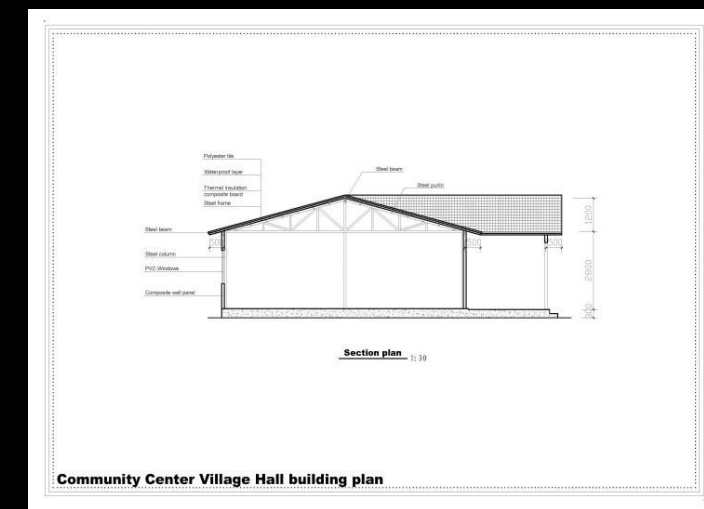 Polyester tile
Waterproof layer
Thermal insulation
composite board
Steel frame
Steel beam
Steel purlin
Steel beam
Steel column
PVC Windows
Composite wall panel
500
500
500
1200
2800
300
Section plan 1: 30
Community Center Village Hall building plan